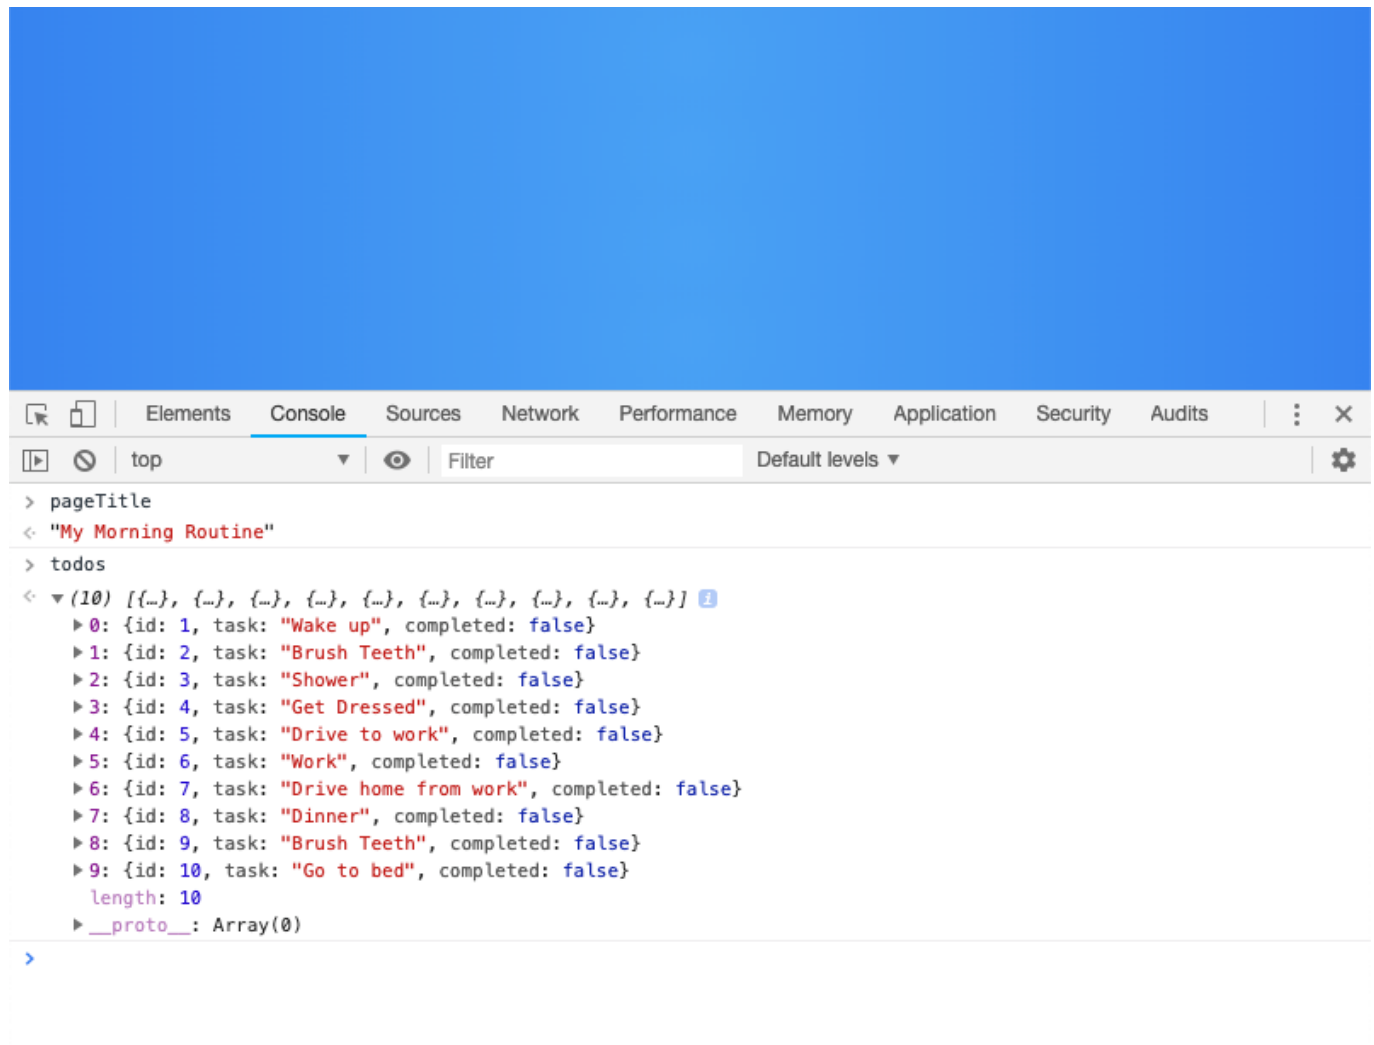 Elements Console Sources Network Performance Memory Application Security Audits
top Filter Default levels
pageTitle
"My Morning Routine"
todos
(10) [{…}, {…}, {…}, {…}, {…}, {…}, {…}, {…}, {…}, {…}]
0: {id: 1, task: "Wake up", completed: false}
1: {id: 2, task: "Brush Teeth", completed: false}
2: {id: 3, task: "Shower", completed: false}
3: {id: 4, task: "Get Dressed", completed: false}
4: {id: 5, task: "Drive to work", completed: false}
5: {id: 6, task: "Work", completed: false}
6: {id: 7, task: "Drive home from work", completed: false}
7: {id: 8, task: "Dinner", completed: false}
8: {id: 9, task: "Brush Teeth", completed: false}
9: {id: 10, task: "Go to bed", completed: false}
length: 10
__proto__: Array(0)